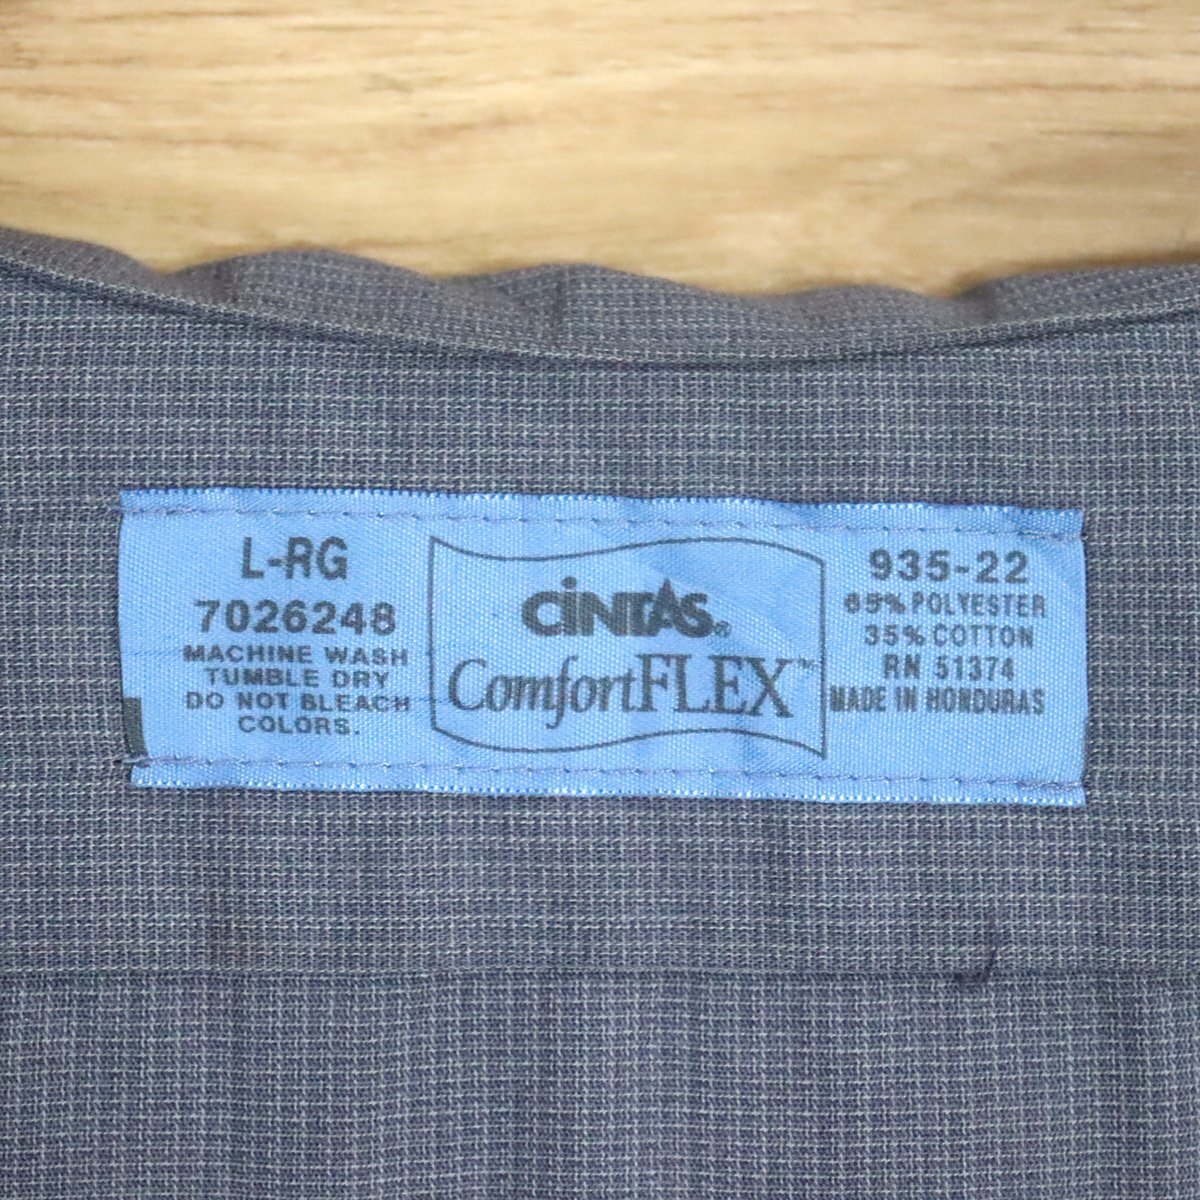 L-RG
7026248
MACHINE WASH
TUMBLE DRY
DO NOT BLEACH
COLORS.
CiNTAS®
ComfortFLEX™
935-22
65% POLYESTER
35% COTTON
RN 51374
MADE IN HONDURAS